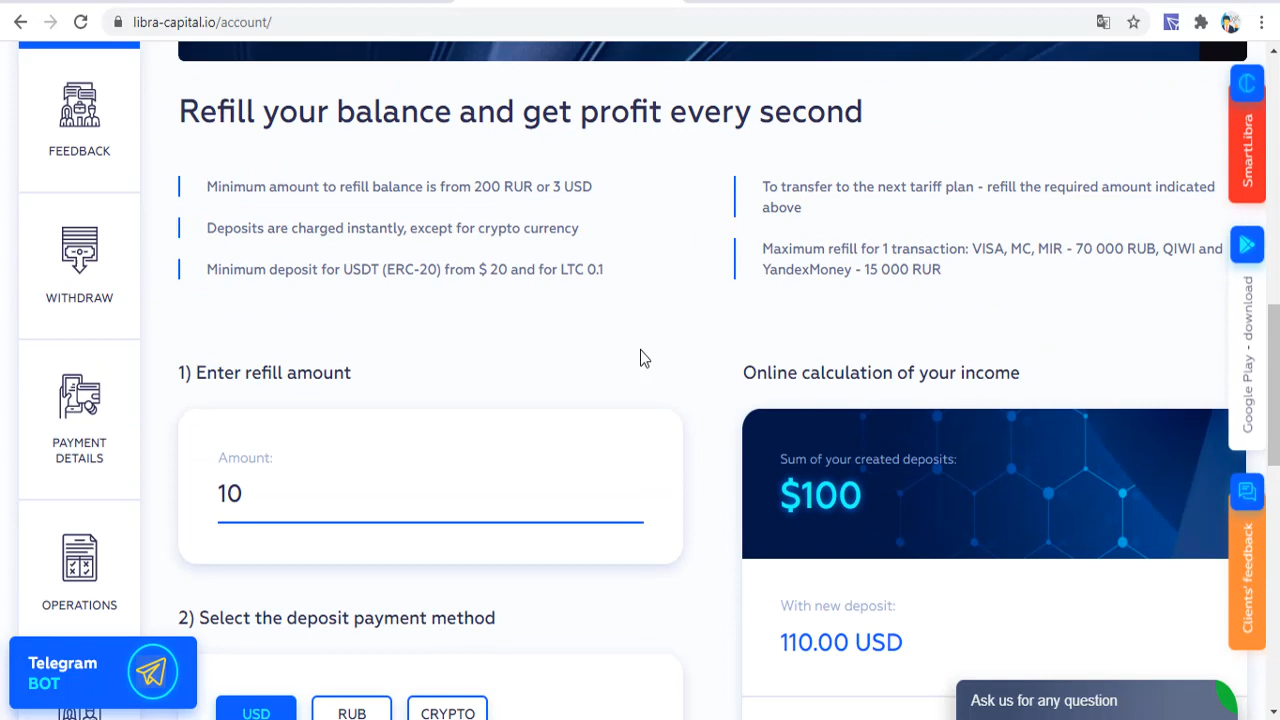 libra-capital.io/account/
FEEDBACK
WITHDRAW
PAYMENT
DETAILS
OPERATIONS
Telegram
BOT
Refill your balance and get profit every second
Minimum amount to refill balance is from 200 RUR or 3 USD
Deposits are charged instantly, except for crypto currency
Minimum deposit for USDT (ERC-20) from $ 20 and for LTC 0.1
To transfer to the next tariff plan - refill the required amount indicated
above
Maximum refill for 1 transaction: VISA, MC, MIR - 70 000 RUB, QIWI and
YandexMoney - 15 000 RUR
1) Enter refill amount
Amount:
10
2) Select the deposit payment method
USD
RUB
CRYPTO
Online calculation of your income
Sum of your created deposits:
$100
With new deposit:
110.00 USD
SmartLibra
Google Play - download
Clients' feedback
Ask us for any question